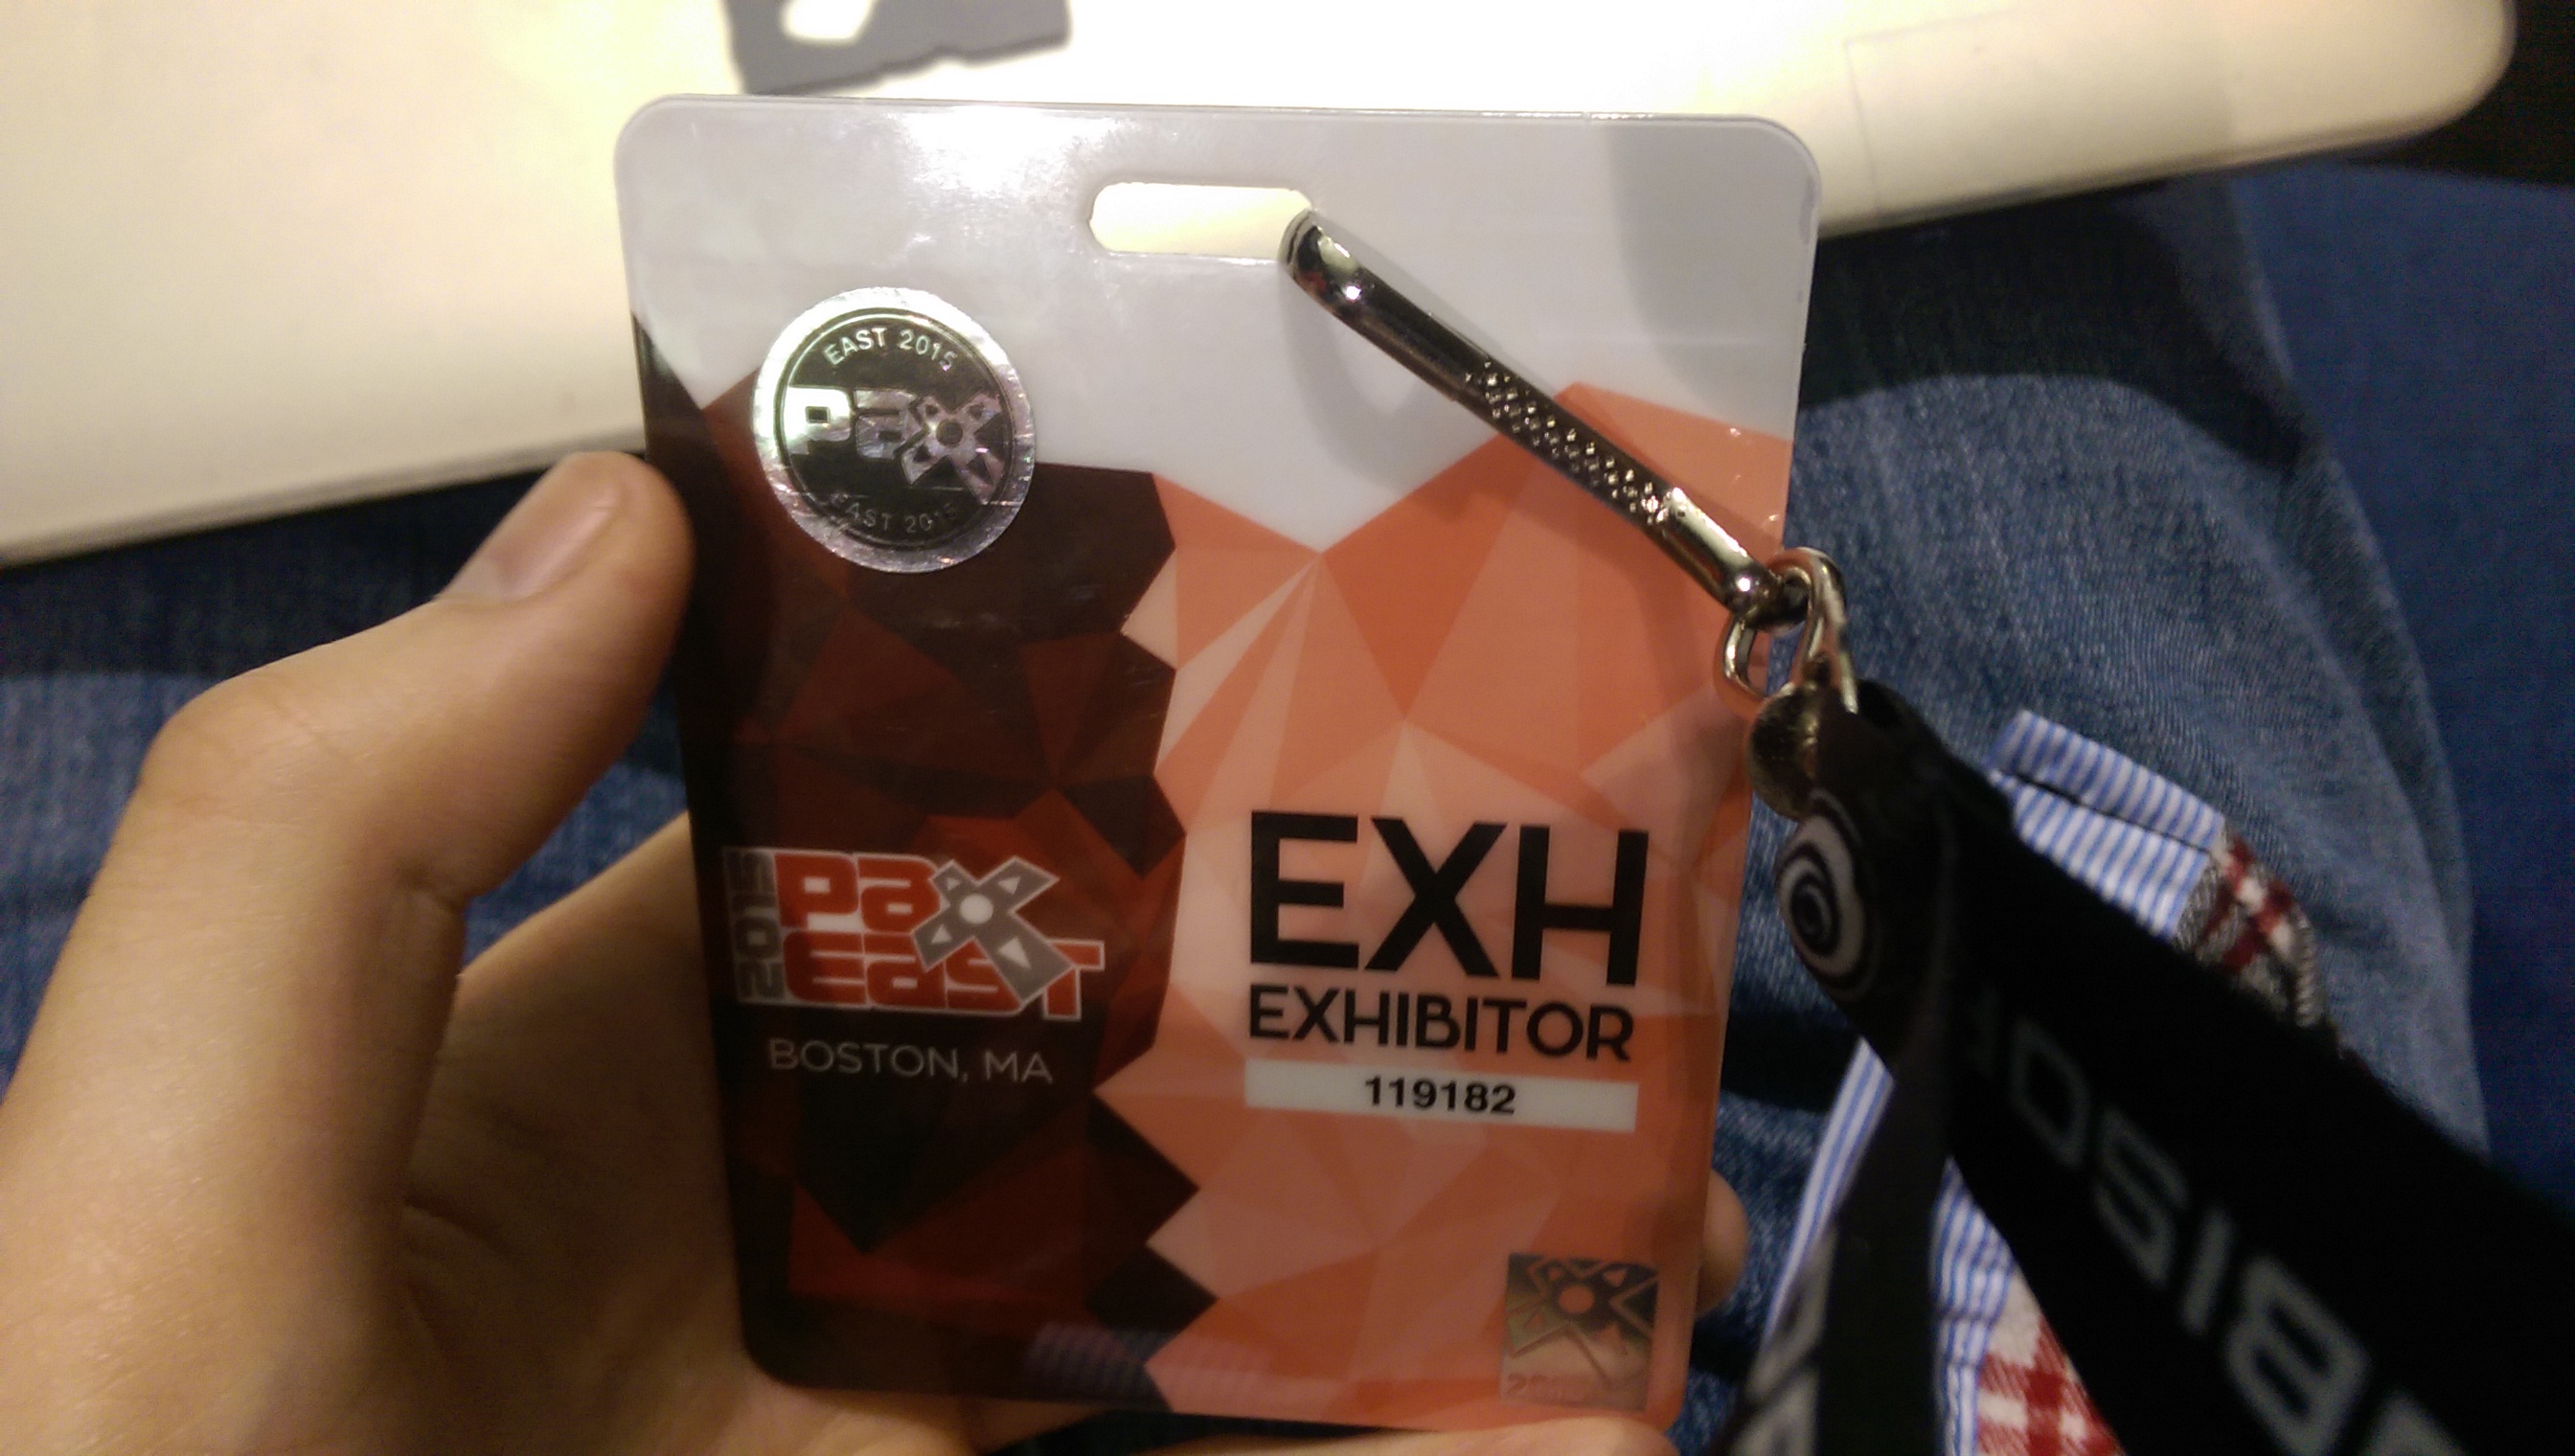 EAST 2015
PAX
EAST 2015
2015
PAX
EAST
BOSTON, MA
EXH
EXHIBITOR
119182